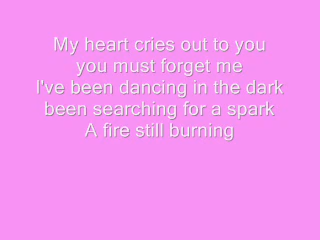 My heart cries out to you
you must forget me
I've been dancing in the dark
been searching for a spark
A fire still burning